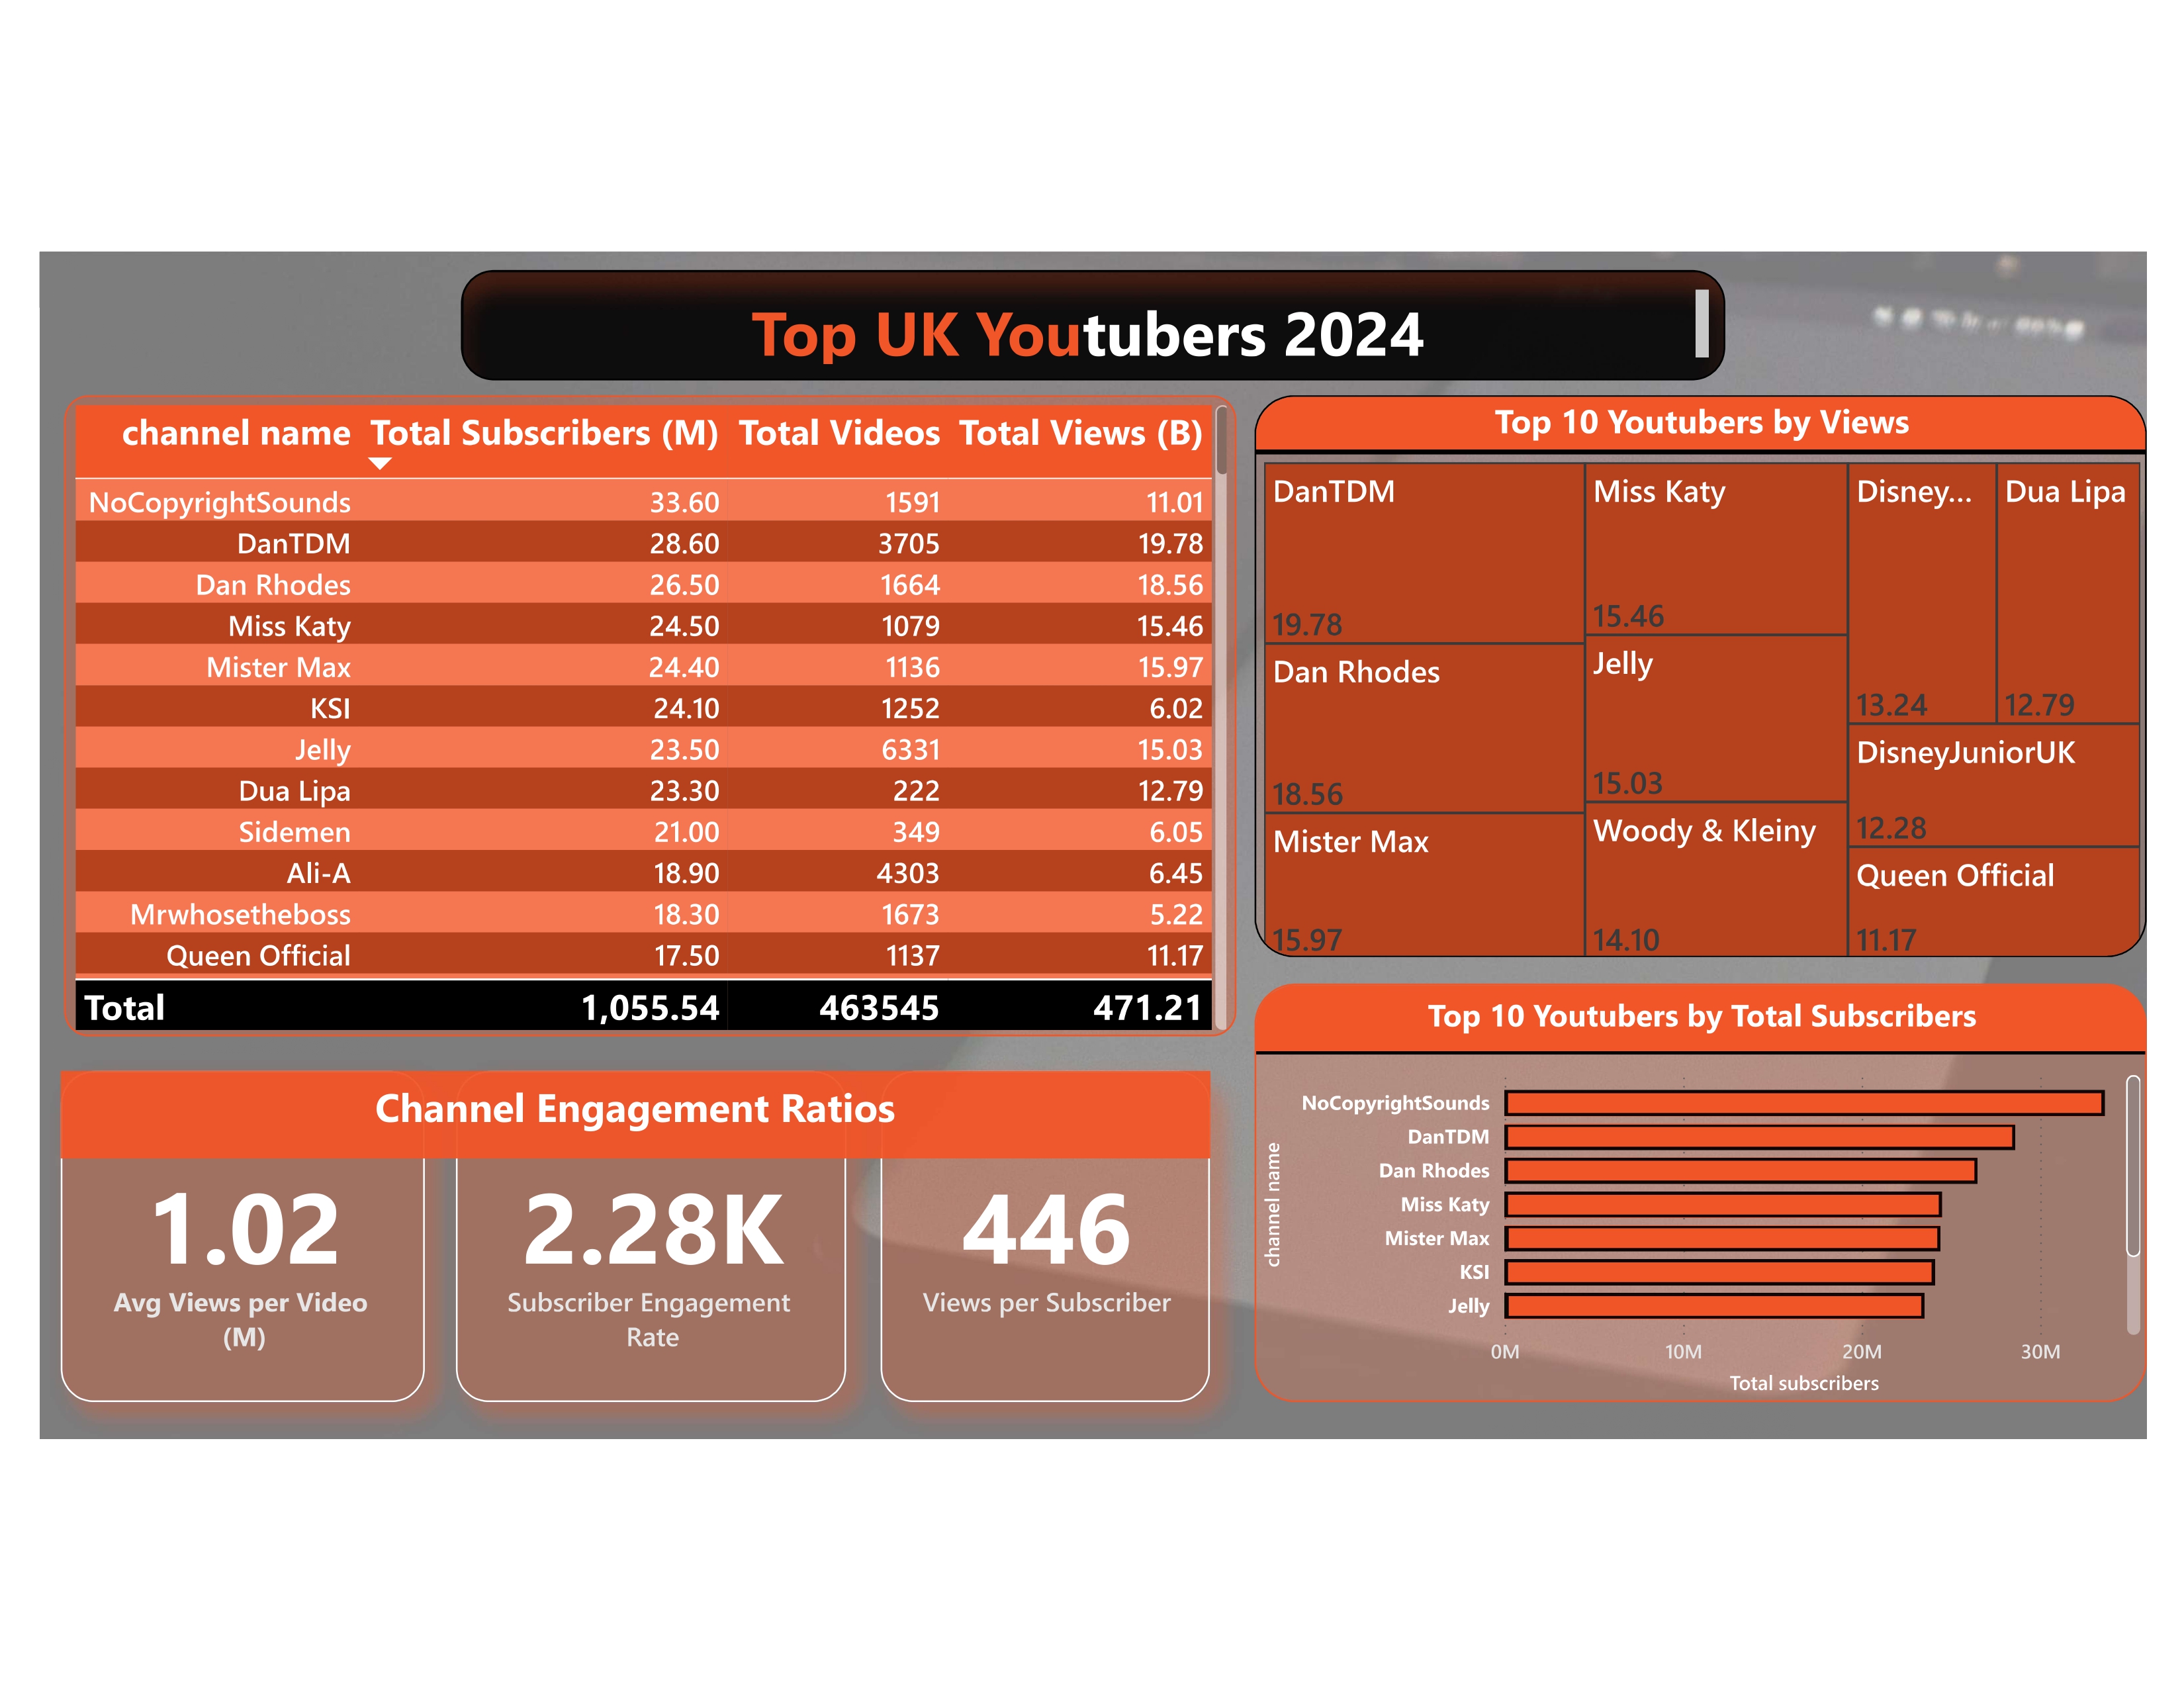 Top UK Youtubers 2024
channel name Total Subscribers (M) Total Videos Total Views (B)
NoCopyrightSounds 33.60 1591 11.01
DanTDM 28.60 3705 19.78
Dan Rhodes 26.50 1664 18.56
Miss Katy 24.50 1079 15.46
Mister Max 24.40 1136 15.97
KSI 24.10 1252 6.02
Jelly 23.50 6331 15.03
Dua Lipa 23.30 222 12.79
Sidemen 21.00 349 6.05
Ali-A 18.90 4303 6.45
Mrwhosetheboss 18.30 1673 5.22
Queen Official 17.50 1137 11.17
Total 1,055.54 463545 471.21
Top 10 Youtubers by Views
DanTDM
19.78
Dan Rhodes
18.56
Mister Max
15.97
Miss Katy
15.46
Jelly
15.03
Woody & Kleiny
14.10
Disney...
13.24
Dua Lipa
12.79
DisneyJuniorUK
12.28
Queen Official
11.17
Channel Engagement Ratios
1.02
Avg Views per Video
(M)
2.28K
Subscriber Engagement
Rate
446
Views per Subscriber
Top 10 Youtubers by Total Subscribers
channel name
NoCopyrightSounds
DanTDM
Dan Rhodes
Miss Katy
Mister Max
KSI
Jelly
0M 10M 20M 30M
Total subscribers